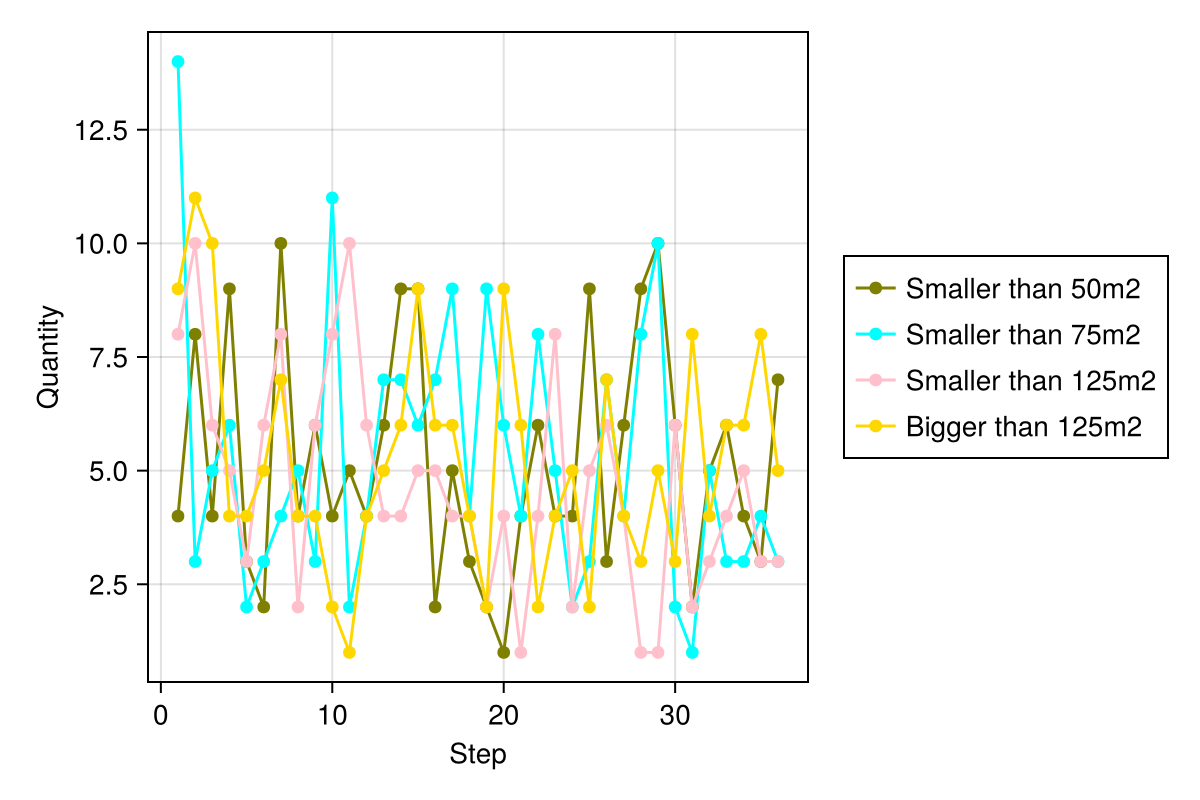 12.5
10.0
7.5
5.0
2.5
Quantity
0
10
20
30
Step
Smaller than 50m2
Smaller than 75m2
Smaller than 125m2
Bigger than 125m2